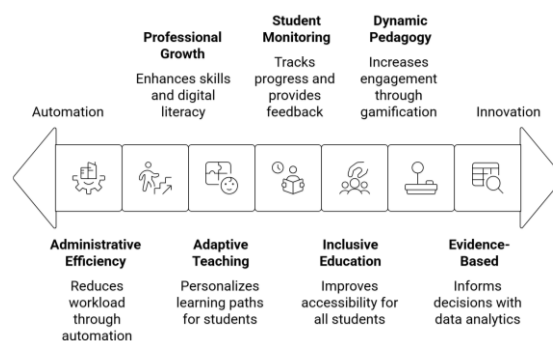 Professional
Growth
Enhances skills
and digital
literacy
Student
Monitoring
Tracks
progress and
provides
feedback
Dynamic
Pedagogy
Increases
engagement
through
gamification
Automation
Innovation
Administrative
Efficiency
Reduces
workload
through
automation
Adaptive
Teaching
Personalizes
learning paths
for students
Inclusive
Education
Improves
accessibility for
all students
Evidence-
Based
Informs
decisions with
data analytics